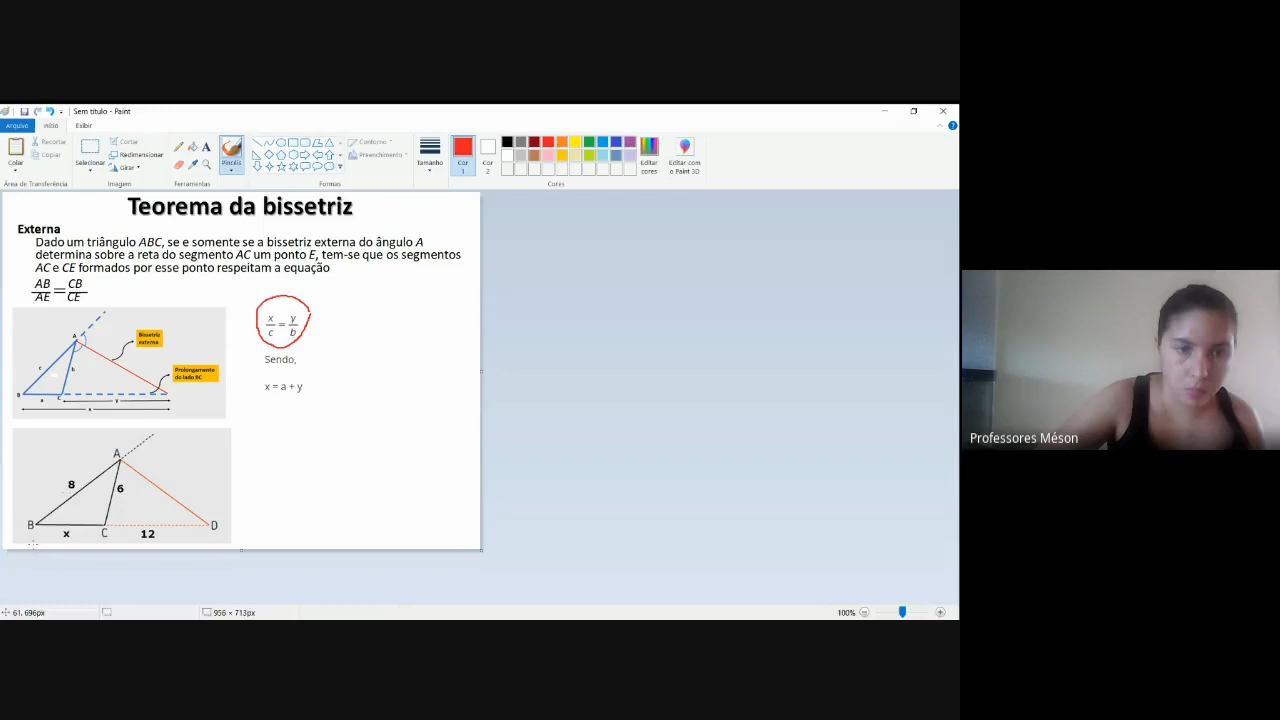 Sem título - Paint
Arquivo Início Exibir
Colar
Recortar
Copiar
Área de Transferência
Selecionar
Cortar
Redimensionar
Girar
Imagem
Ferramentas
Pincéis
Contorno
Preenchimento
Formas
Tamanho
Cor 1
Cor 2
Editar cores
Editar com o Paint 3D
Cores
Teorema da bissetriz
Externa
Dado um triângulo ABC, se e somente se a bissetriz externa do ângulo A
determina sobre a reta do segmento AC um ponto E, tem-se que os segmentos
AC e CE formados por esse ponto respeitam a equação
AB/AE = CB/CE
x/c = y/b
Sendo,
x = a + y
A
Bissetriz
externa
c b
Prolongamento
do lado BC
B a C y
x
A
8 6
B C D
x 12
61, 696px
956 × 713px
100%
Professores Méson